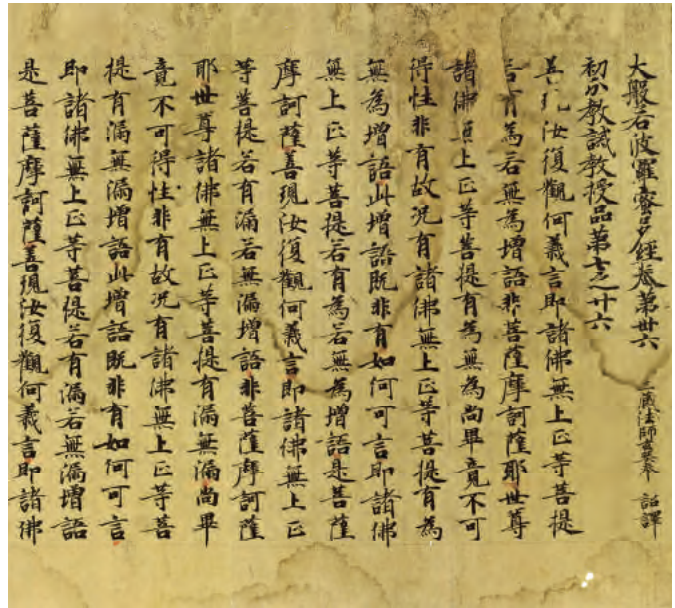 大般若波羅蜜多經卷第卅六　三藏法師玄奘奉　詔譯
初分教誡教授品第七之廿六
善現汝復觀何義言即諸佛無上正等菩提
若有為若無為增語非菩薩摩訶薩耶世尊
諸佛無上正等菩提有為無為尚畢竟不可
得性非有故况有諸佛無上正等菩提有為
無為增語此增語既非有如何可言即諸佛
無上正等菩提若有為若無為增語是菩薩
摩訶薩善現汝復觀何義言即諸佛無上正
等菩提若有漏若無漏增語非菩薩摩訶薩
耶世尊諸佛無上正等菩提有漏無漏尚畢
竟不可得性非有故况有諸佛無上正等菩
提有漏無漏增語此增語既非有如何可言
即諸佛無上正等菩提若有漏若無漏增語
是菩薩摩訶薩善現汝復觀何義言即諸佛